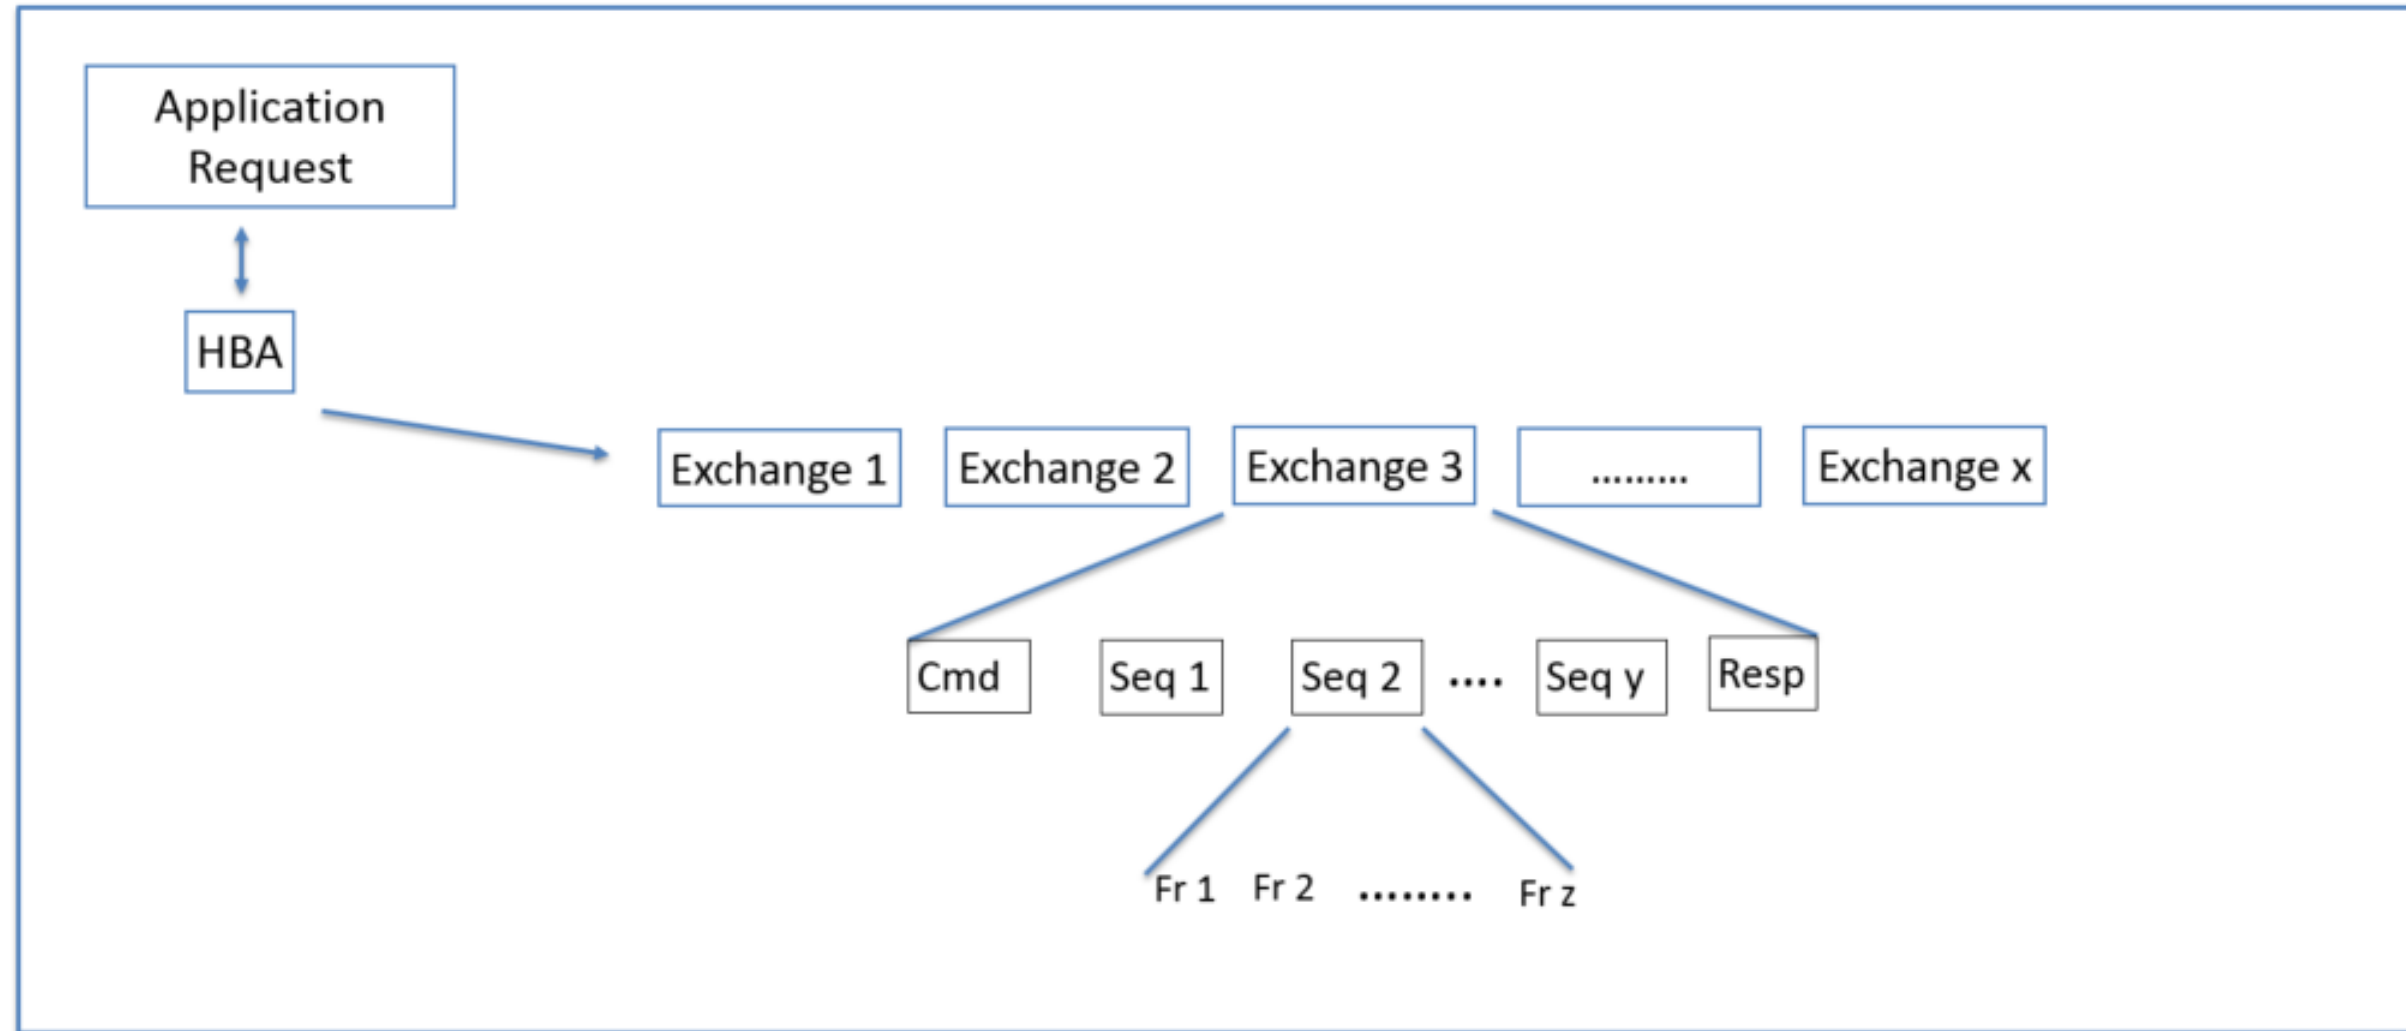 Application
Request
HBA
Exchange 1 Exchange 2 Exchange 3 ......... Exchange x
Cmd Seq 1 Seq 2 .... Seq y Resp
Fr 1 Fr 2 ........ Fr z